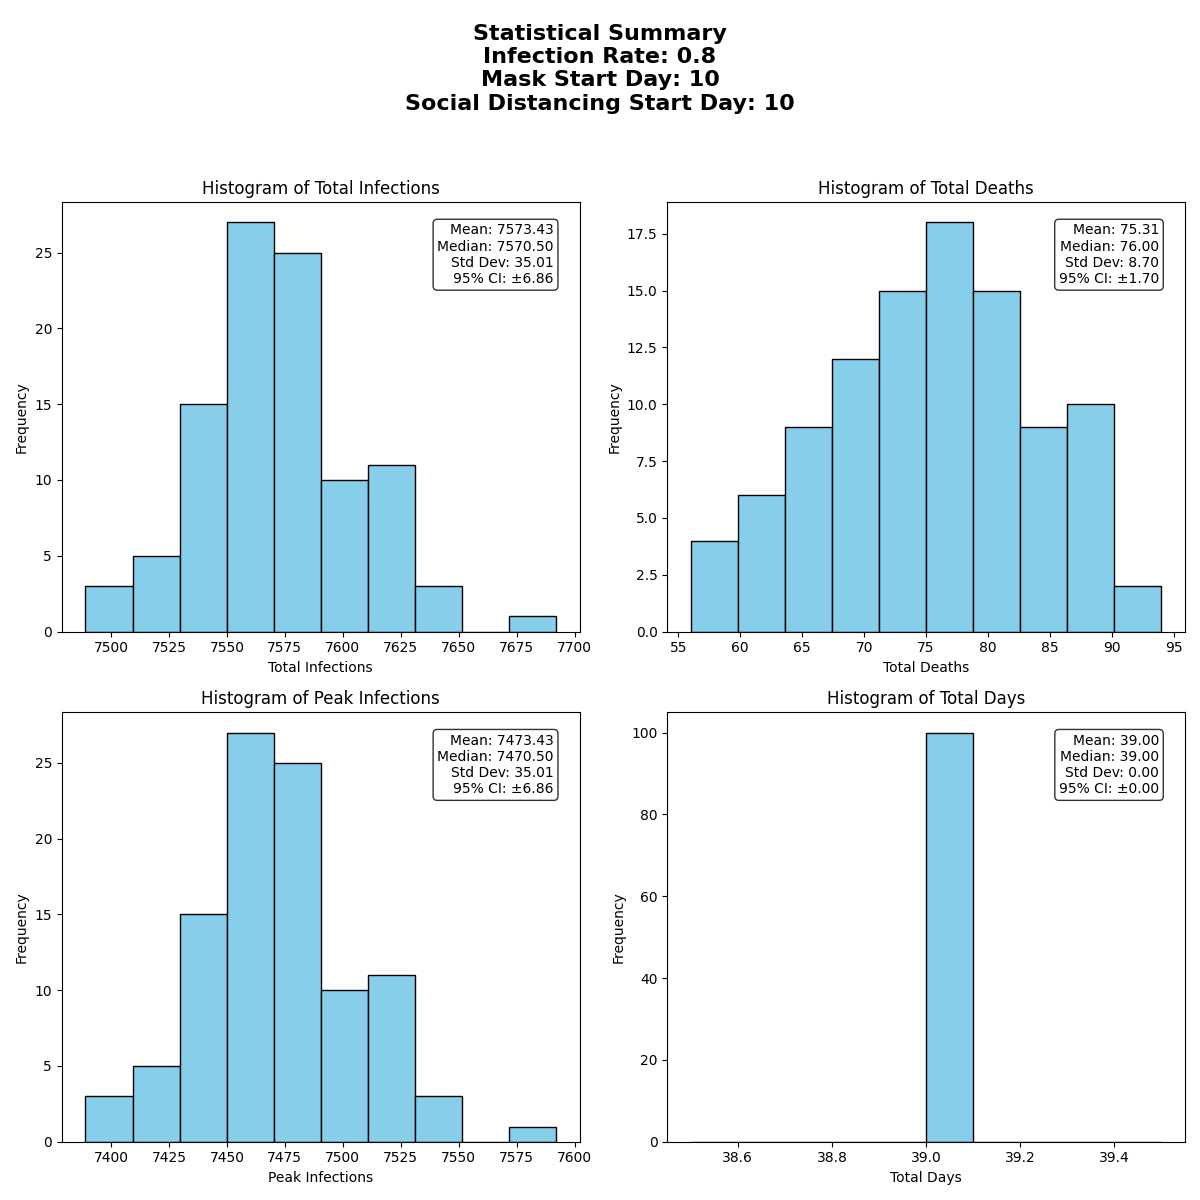 Statistical Summary
Infection Rate: 0.8
Mask Start Day: 10
Social Distancing Start Day: 10
Histogram of Total Infections
Mean: 7573.43
Median: 7570.50
Std Dev: 35.01
95% CI: ±6.86
Frequency
0
5
10
15
20
25
7500
7525
7550
7575
7600
7625
7650
7675
7700
Total Infections
Histogram of Total Deaths
Mean: 75.31
Median: 76.00
Std Dev: 8.70
95% CI: ±1.70
Frequency
0.0
2.5
5.0
7.5
10.0
12.5
15.0
17.5
55
60
65
70
75
80
85
90
95
Total Deaths
Histogram of Peak Infections
Mean: 7473.43
Median: 7470.50
Std Dev: 35.01
95% CI: ±6.86
Frequency
0
5
10
15
20
25
7400
7425
7450
7475
7500
7525
7550
7575
7600
Peak Infections
Histogram of Total Days
Mean: 39.00
Median: 39.00
Std Dev: 0.00
95% CI: ±0.00
Frequency
0
20
40
60
80
100
38.6
38.8
39.0
39.2
39.4
Total Days